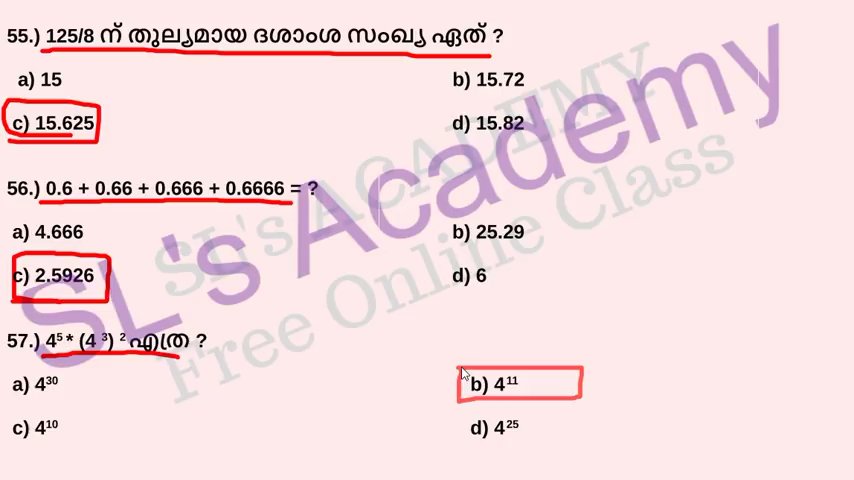 55.) 125/8 ന് തുല്യമായ ദശാംശ സംഖ്യ ഏത് ?
a) 15
b) 15.72
c) 15.625
d) 15.82
56.) 0.6 + 0.66 + 0.666 + 0.6666 = ?
a) 4.666
b) 25.29
c) 2.5926
d) 6
57.) 4⁵ * (4 ³) ² എത്ര ?
a) 4³⁰
b) 4¹¹
c) 4¹⁰
d) 4²⁵
SL's Academy
SL's ACADEMY
Free Online Class